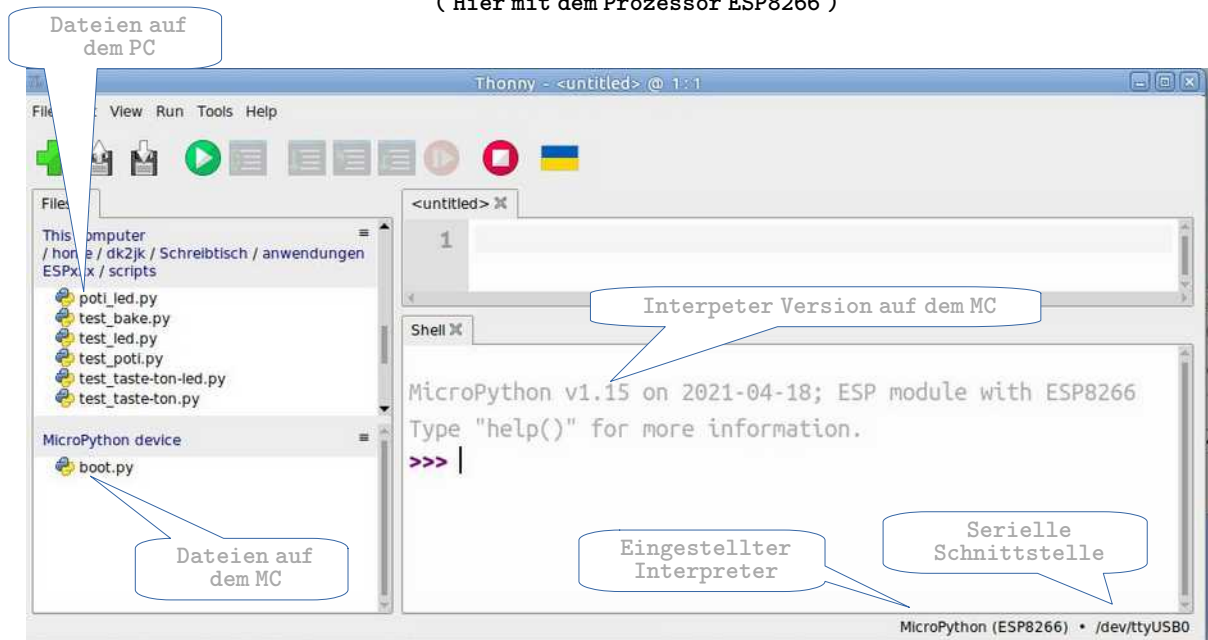 ( Hier mit dem Prozessor ESP8266 )
Dateien auf
dem PC
Thonny - <untitled> @ 1:1
View Run Tools Help
Files
<untitled>
This computer
/ home / dk2jk / Schreibtisch / anwendungen
ESPxxx / scripts
1
poti_led.py
test_bake.py
test_led.py
test_poti.py
test_taste-ton-led.py
test_taste-ton.py
Interpeter Version auf dem MC
Shell
MicroPython v1.15 on 2021-04-18; ESP module with ESP8266
Type "help()" for more information.
>>>
MicroPython device
boot.py
Dateien auf
dem MC
Eingestellter
Interpreter
Serielle
Schnittstelle
MicroPython (ESP8266) • /dev/ttyUSB0